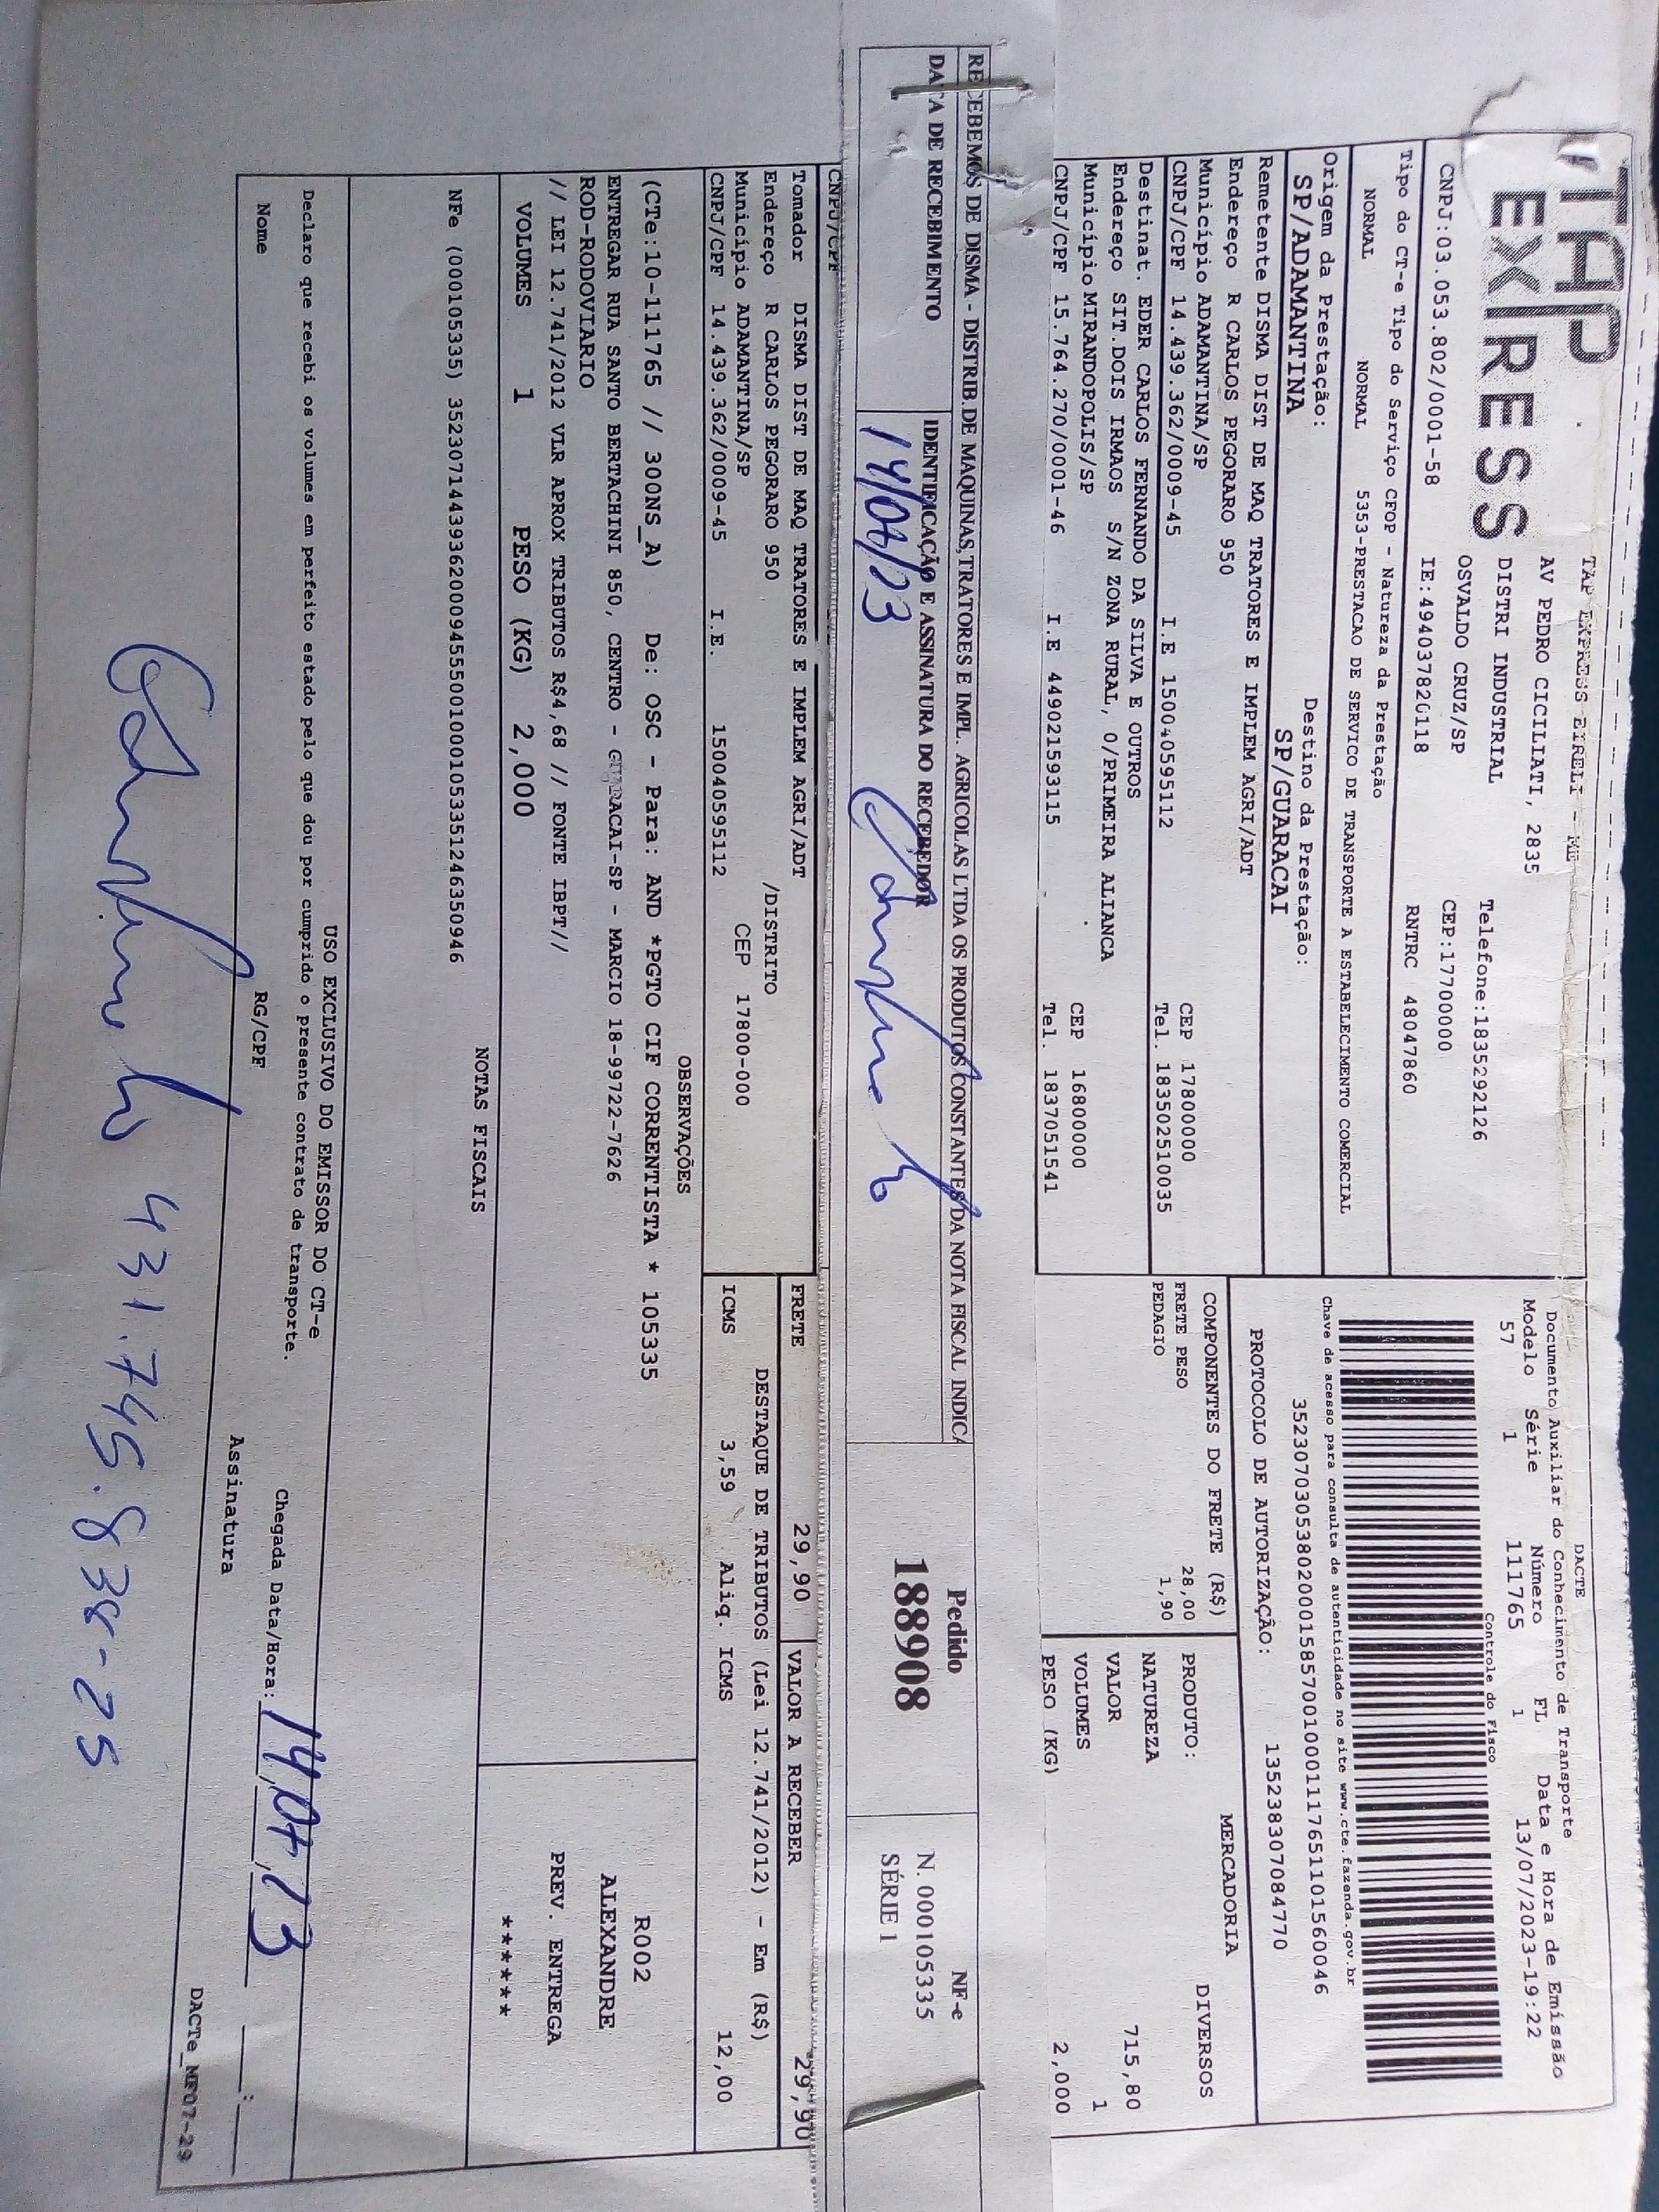 TAP
EXPRESS
TAP EXPRESS EIRELI - ME
AV PEDRO CICILIATI, 2835
DISTRI INDUSTRIAL
Telefone:1835292126
OSVALDO CRUZ/SP
CEP:17700000
CNPJ:03.053.802/0001-58
IE:494037820118
RNTRC 48047860
Tipo do CT-e Tipo do Serviço CFOP - Natureza da Prestação
NORMAL NORMAL 5353-PRESTACAO DE SERVICO DE TRANSPORTE A ESTABELECIMENTO COMERCIAL
Origem da Prestação: Destino da Prestação:
SP/ADAMANTINA SP/GUARACAI
DACTE
Documento Auxiliar do Conhecimento de Transporte
Modelo Série Número FL Data e Hora de Emissão
57 1 111765 1 13/07/2023-19:22
Controle do Fisco
Chave de acesso para consulta de autenticidade no site www.cte.fazenda.gov.br
35230703053802000158570010001117651101560046
PROTOCOLO DE AUTORIZAÇÃO: 135238307084770
Remetente DISMA DIST DE MAQ TRATORES E IMPLEM AGRI/ADT
Endereço R CARLOS PEGORARO 950
Município ADAMANTINA/SP CEP 17800000
CNPJ/CPF 14.439.362/0009-45 I.E 150040595112 Tel. 183502510035
Destinat. EDER CARLOS FERNANDO DA SILVA E OUTROS
Endereço SIT.DOIS IRMAOS S/N ZONA RURAL, 0/PRIMEIRA ALIANCA
Município MIRANDOPOLIS/SP CEP 16800000
CNPJ/CPF 15.764.270/0001-46 I.E 449021593115 Tel. 1837051541
COMPONENTES DO FRETE (R$)
FRETE PESO 28,00
PEDAGIO 1,90
MERCADORIA
PRODUTO: DIVERSOS
NATUREZA
VALOR 715,80
VOLUMES 1
PESO (KG) 2,000
RECEBEMOS DE DISMA - DISTRIB.DE MAQUINAS,TRATORES E IMPL. AGRICOLAS LTDA OS PRODUTOS CONSTANTES DA NOTA FISCAL INDICA
DATA DE RECEBIMENTO
IDENTIFICAÇÃO E ASSINATURA DO RECEBEDOR
14/07/23
Pedido
188908
NF-e
N. 000105335
SÉRIE 1
CNPJ/CPF
Tomador DISMA DIST DE MAQ TRATORES E IMPLEM AGRI/ADT
Endereço R CARLOS PEGORARO 950 /DISTRITO
Município ADAMANTINA/SP CEP 17800-000
CNPJ/CPF 14.439.362/0009-45 I.E. 150040595112
FRETE 29,90 VALOR A RECEBER 29,90
DESTAQUE DE TRIBUTOS (Lei 12.741/2012) - Em (R$)
ICMS 3,59 Aliq. ICMS 12,00
OBSERVAÇÕES
(CTe:10-111765 // 300NS_A) De: OSC - Para: AND *PGTO CIF CORRENTISTA * 105335
ENTREGAR RUA SANTO BERTACHINI 850, CENTRO - GUARACAI-SP - MARCIO 18-99722-7626
ROD-RODOVIARIO
// LEI 12.741/2012 VLR APROX TRIBUTOS R$4,68 // FONTE IBPT//
VOLUMES 1 PESO (KG) 2,000
R002
ALEXANDRE
PREV. ENTREGA
*******
NOTAS FISCAIS
NFe (000105335) 35230714439362000945550010001053351246350946
USO EXCLUSIVO DO EMISSOR DO CT-e
Declaro que recebi os volumes em perfeito estado pelo que dou por cumprido o presente contrato de transporte.
Chegada Data/Hora: 14/07/23 ___:___
Nome RG/CPF Assinatura
431.745.838-25
DACTe_MF07-29